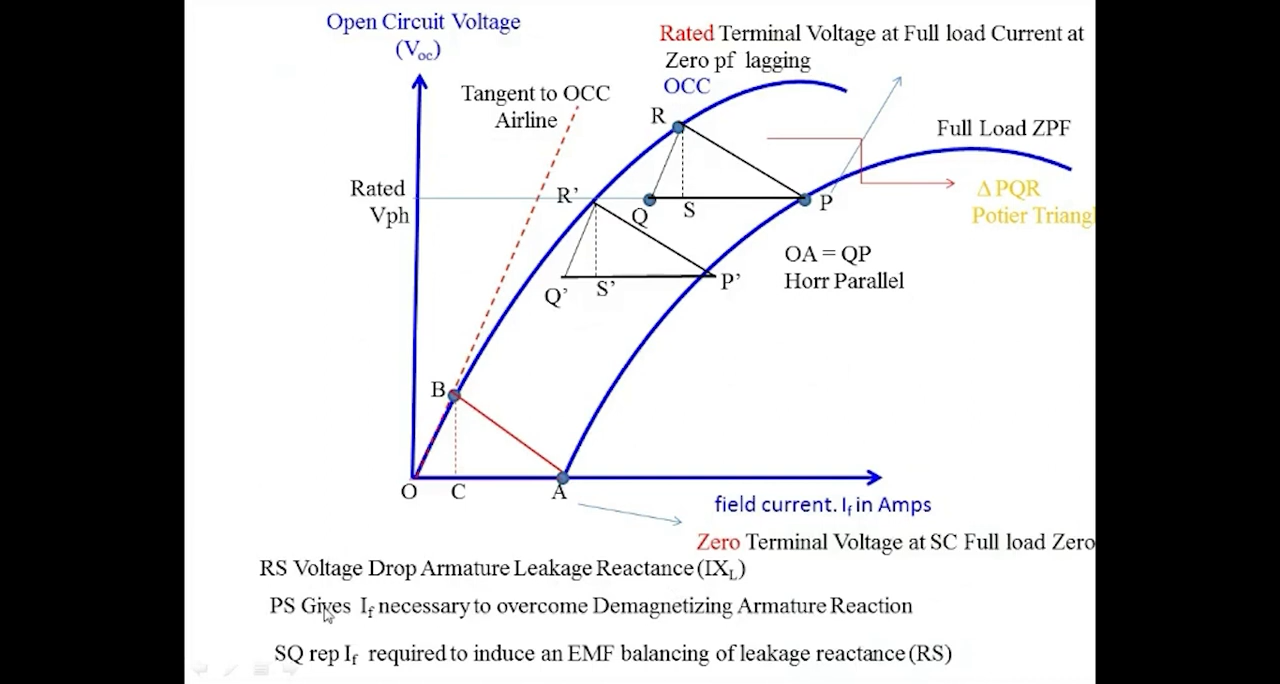 Open Circuit Voltage
(Voc)
Rated Terminal Voltage at Full load Current at
Zero pf lagging
OCC
Tangent to OCC
Airline
R
Full Load ZPF
Rated
Vph
R'
Q
S
P
Δ PQR
Potier Triangl
OA = QP
Horr Parallel
Q'
S'
P'
B
O
C
A
field current. If in Amps
Zero Terminal Voltage at SC Full load Zero
RS Voltage Drop Armature Leakage Reactance (IXL)
PS Gives If necessary to overcome Demagnetizing Armature Reaction
SQ rep If required to induce an EMF balancing of leakage reactance (RS)